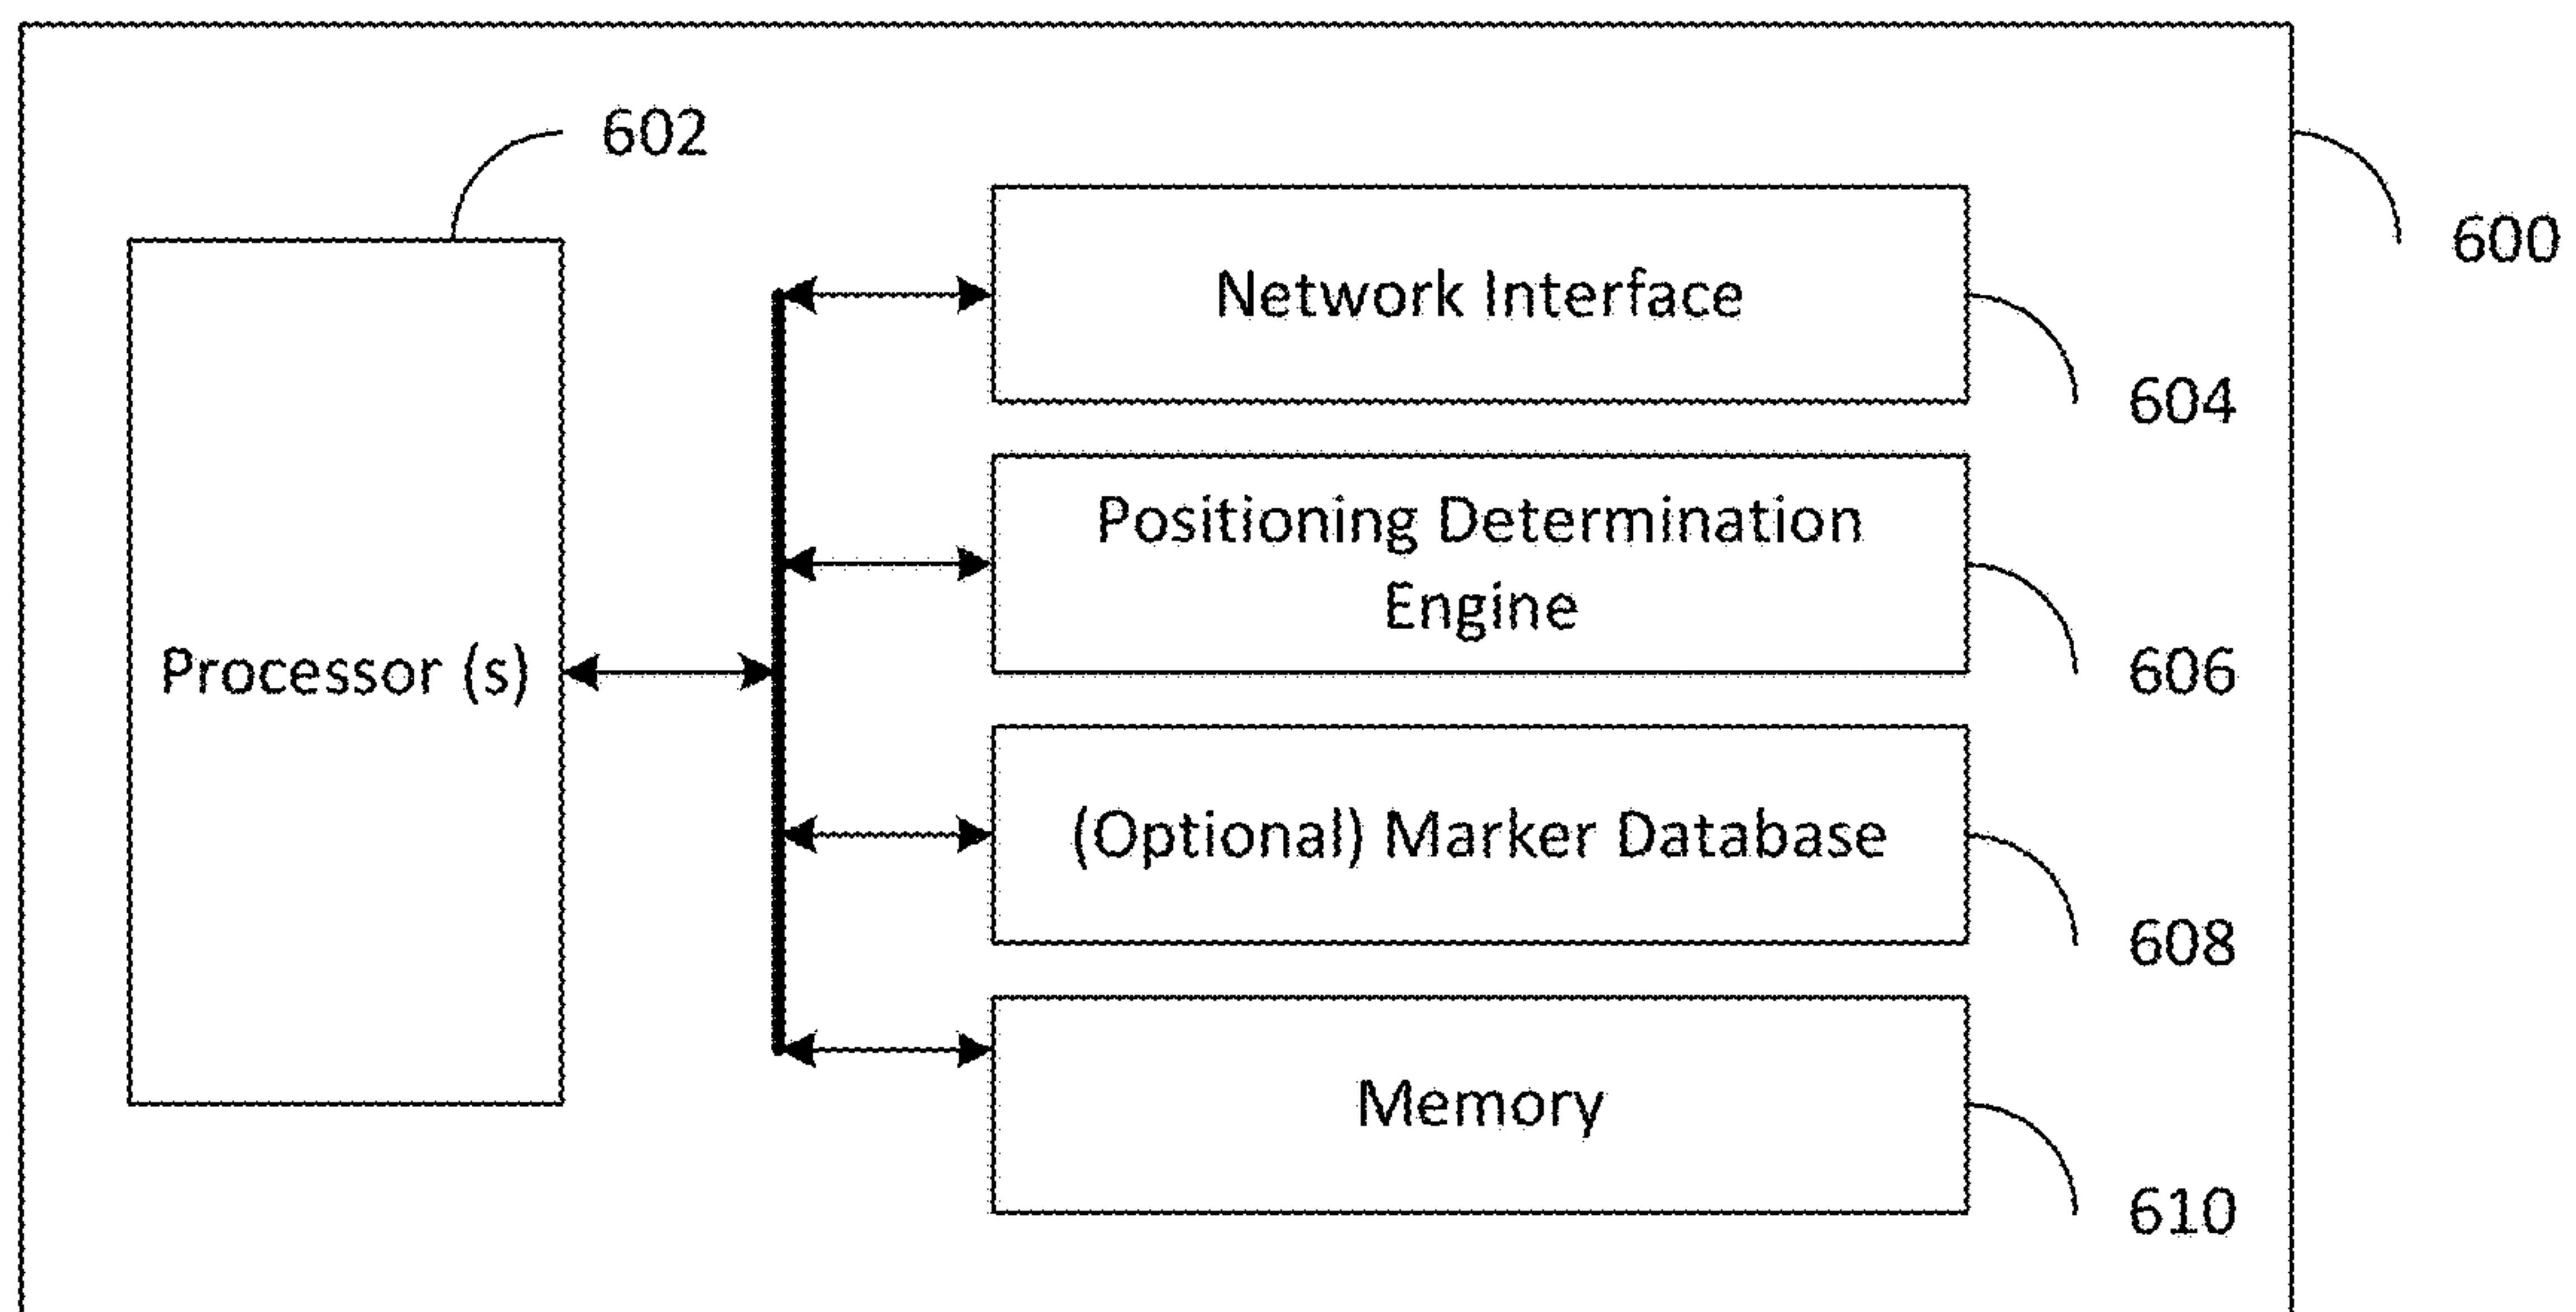 602
600
Network Interface
604
Positioning Determination
Engine
606
Processor (s)
(Optional) Marker Database
608
Memory
610